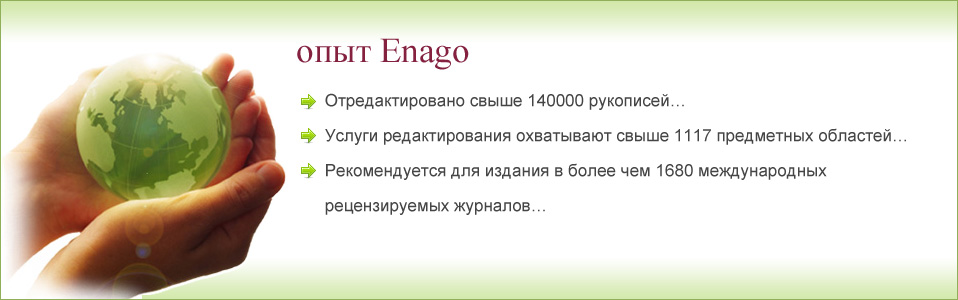 опыт Enago
Отредактировано свыше 140000 рукописей…
Услуги редактирования охватывают свыше 1117 предметных областей…
Рекомендуется для издания в более чем 1680 международных
рецензируемых журналов…